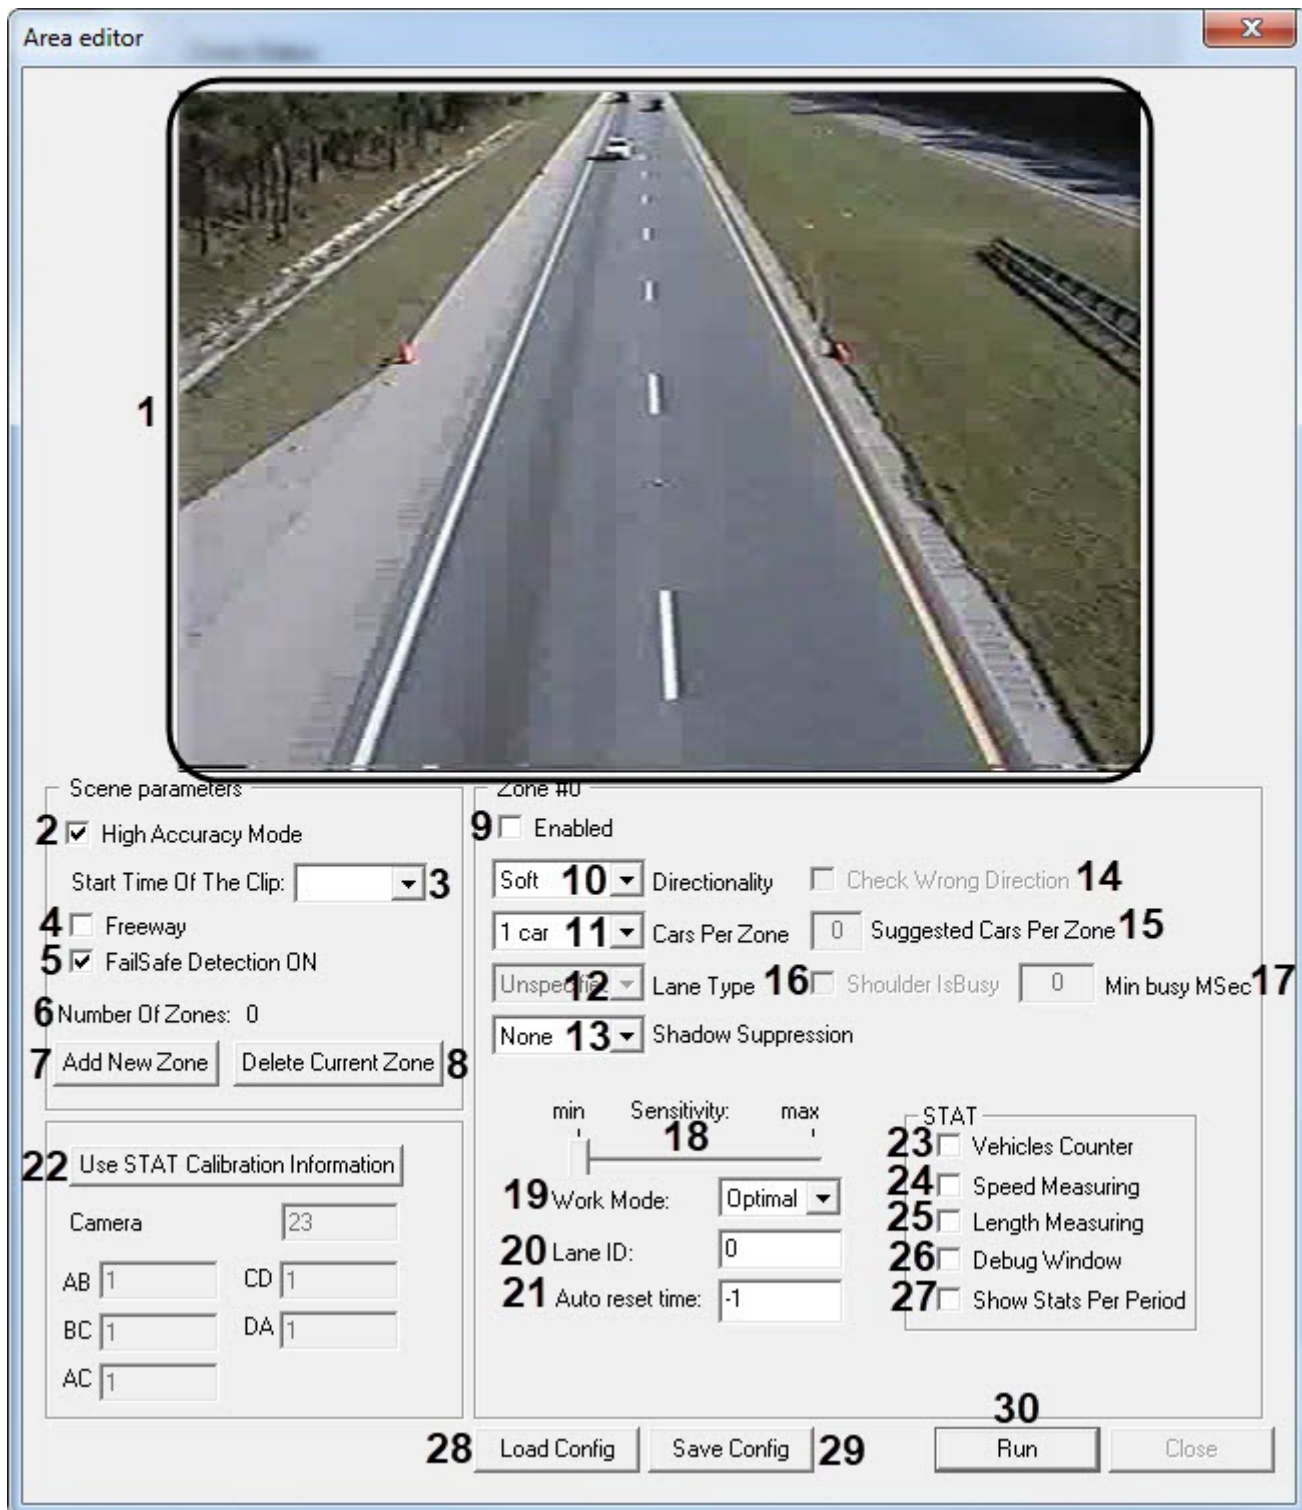 Area editor
1
Scene parameters
2 High Accuracy Mode
Start Time Of The Clip: 3
4 Freeway
5 FailSafe Detection ON
6 Number Of Zones: 0
7 Add New Zone Delete Current Zone 8
Zone #0
9 Enabled
Soft 10 Directionality Check Wrong Direction 14
1 car 11 Cars Per Zone 0 Suggested Cars Per Zone 15
12 Lane Type 16 Shoulder IsBusy 0 Min busy MSec 17
None 13 Shadow Suppression
min Sensitivity: max
18
19 Work Mode: Optimal
20 Lane ID: 0
21 Auto reset time: -1
STAT
23 Vehicles Counter
24 Speed Measuring
25 Length Measuring
26 Debug Window
27 Show Stats Per Period
22 Use STAT Calibration Information
Camera 23
AB 1 CD 1
BC 1 DA 1
AC 1
28 Load Config Save Config 29
30
Run Close